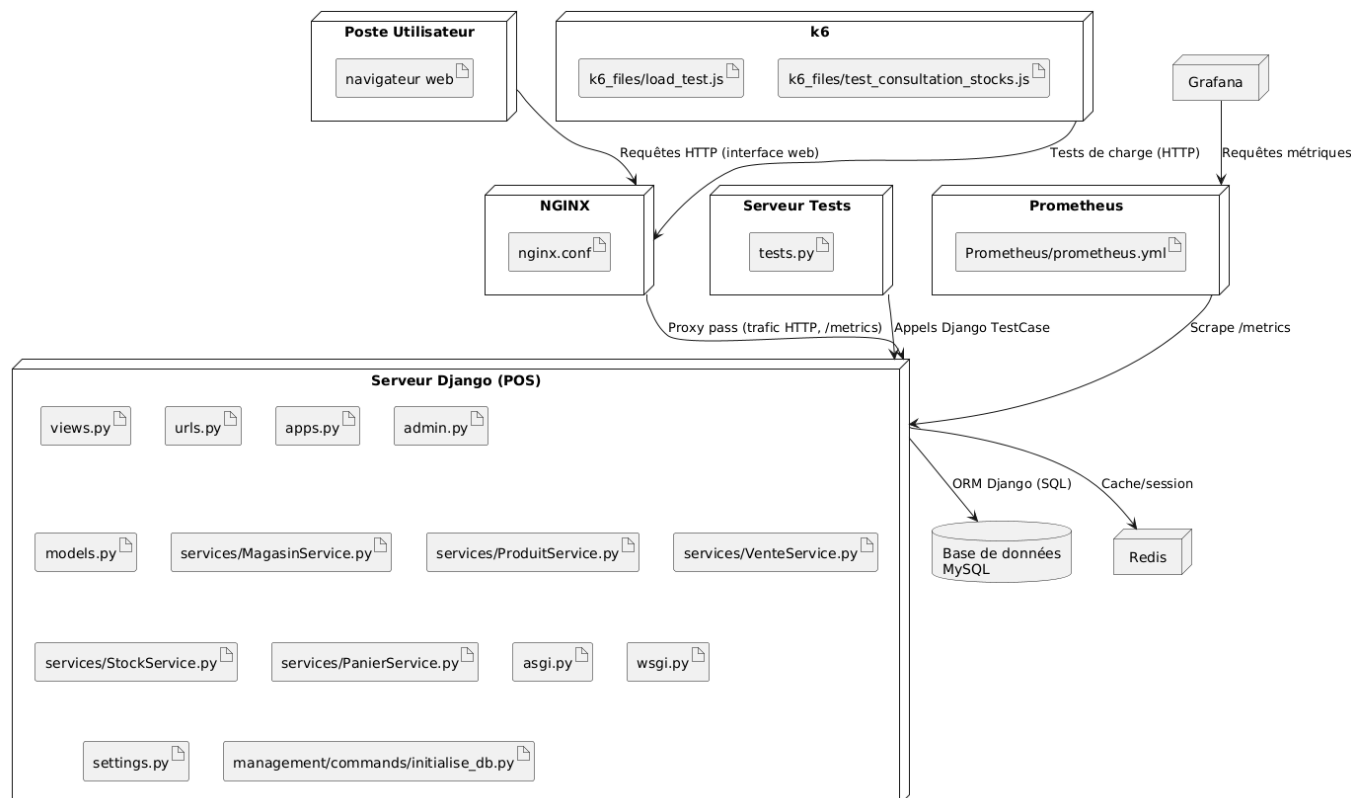 Poste Utilisateur
navigateur web
k6
k6_files/load_test.js
k6_files/test_consultation_stocks.js
Grafana
Requêtes HTTP (interface web)
Tests de charge (HTTP)
Requêtes métriques
NGINX
nginx.conf
Serveur Tests
tests.py
Prometheus
Prometheus/prometheus.yml
Proxy pass (trafic HTTP, /metrics)
Appels Django TestCase
Scrape /metrics
Serveur Django (POS)
views.py
urls.py
apps.py
admin.py
ORM Django (SQL)
Cache/session
models.py
services/MagasinService.py
services/ProduitService.py
services/VenteService.py
Base de données
MySQL
Redis
services/StockService.py
services/PanierService.py
asgi.py
wsgi.py
settings.py
management/commands/initialise_db.py